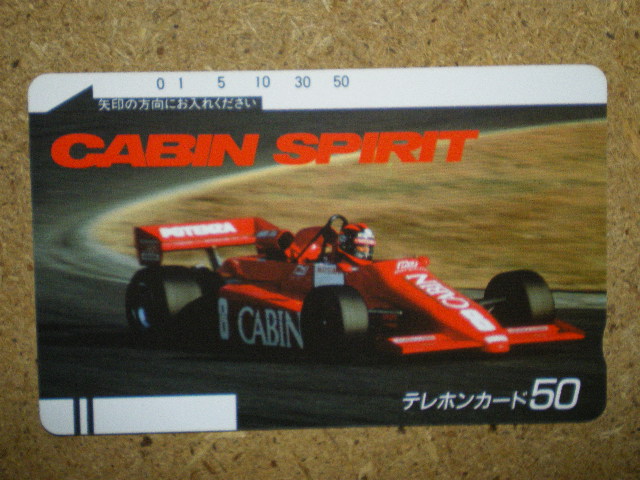 0 1 5 10 30 50
矢印の方向にお入れください
CABIN SPIRIT
POTENZA
CABIN
8 CABIN
テレホンカード50